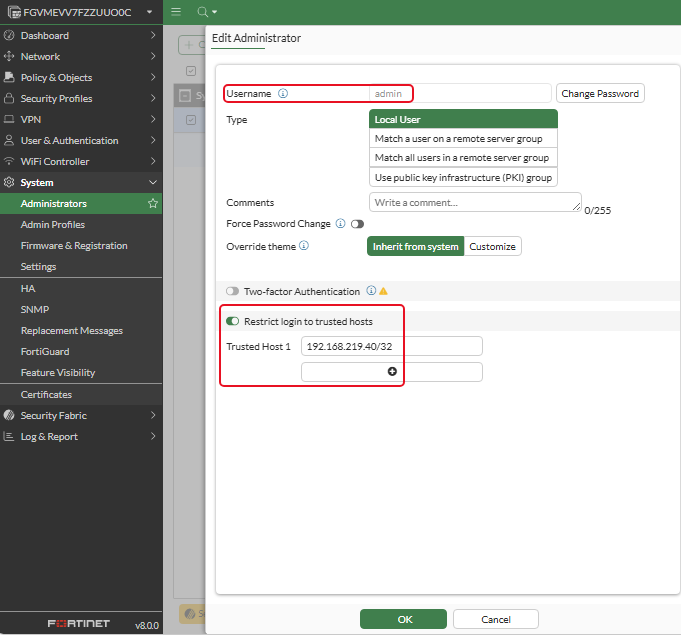 FGVMEVV7FZZUUO0C
Dashboard
Network
Policy & Objects
Security Profiles
VPN
User & Authentication
WiFi Controller
System
Administrators
Admin Profiles
Firmware & Registration
Settings
HA
SNMP
Replacement Messages
FortiGuard
Feature Visibility
Certificates
Security Fabric
Log & Report
FORTINET v8.0.0
Edit Administrator
Username admin Change Password
Type Local User
Match a user on a remote server group
Match all users in a remote server group
Use public key infrastructure (PKI) group
Comments Write a comment... 0/255
Force Password Change
Override theme Inherit from system Customize
Two-factor Authentication
Restrict login to trusted hosts
Trusted Host 1 192.168.219.40/32
OK Cancel